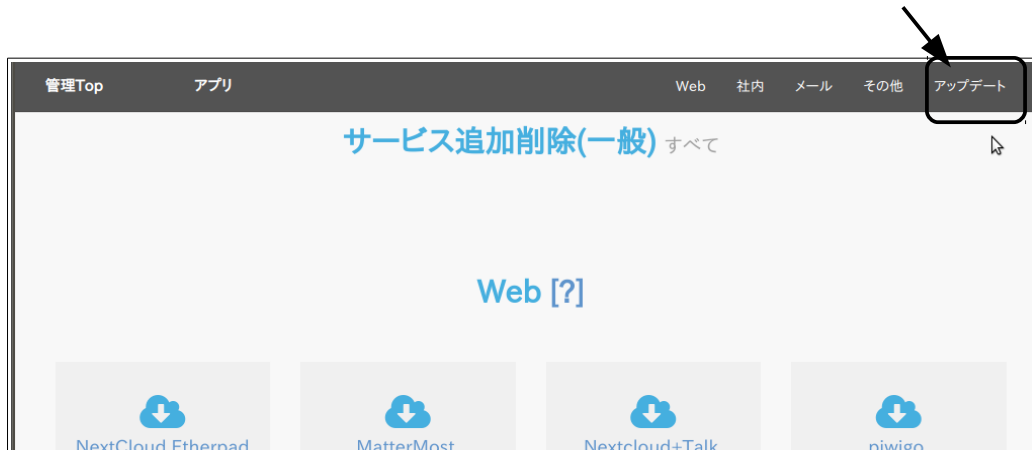 管理Top アプリ Web 社内 メール その他 アップデート
サービス追加削除(一般) すべて
Web [?]
NextCloud Etherpad MatterMost Nextcloud+Talk piwigo